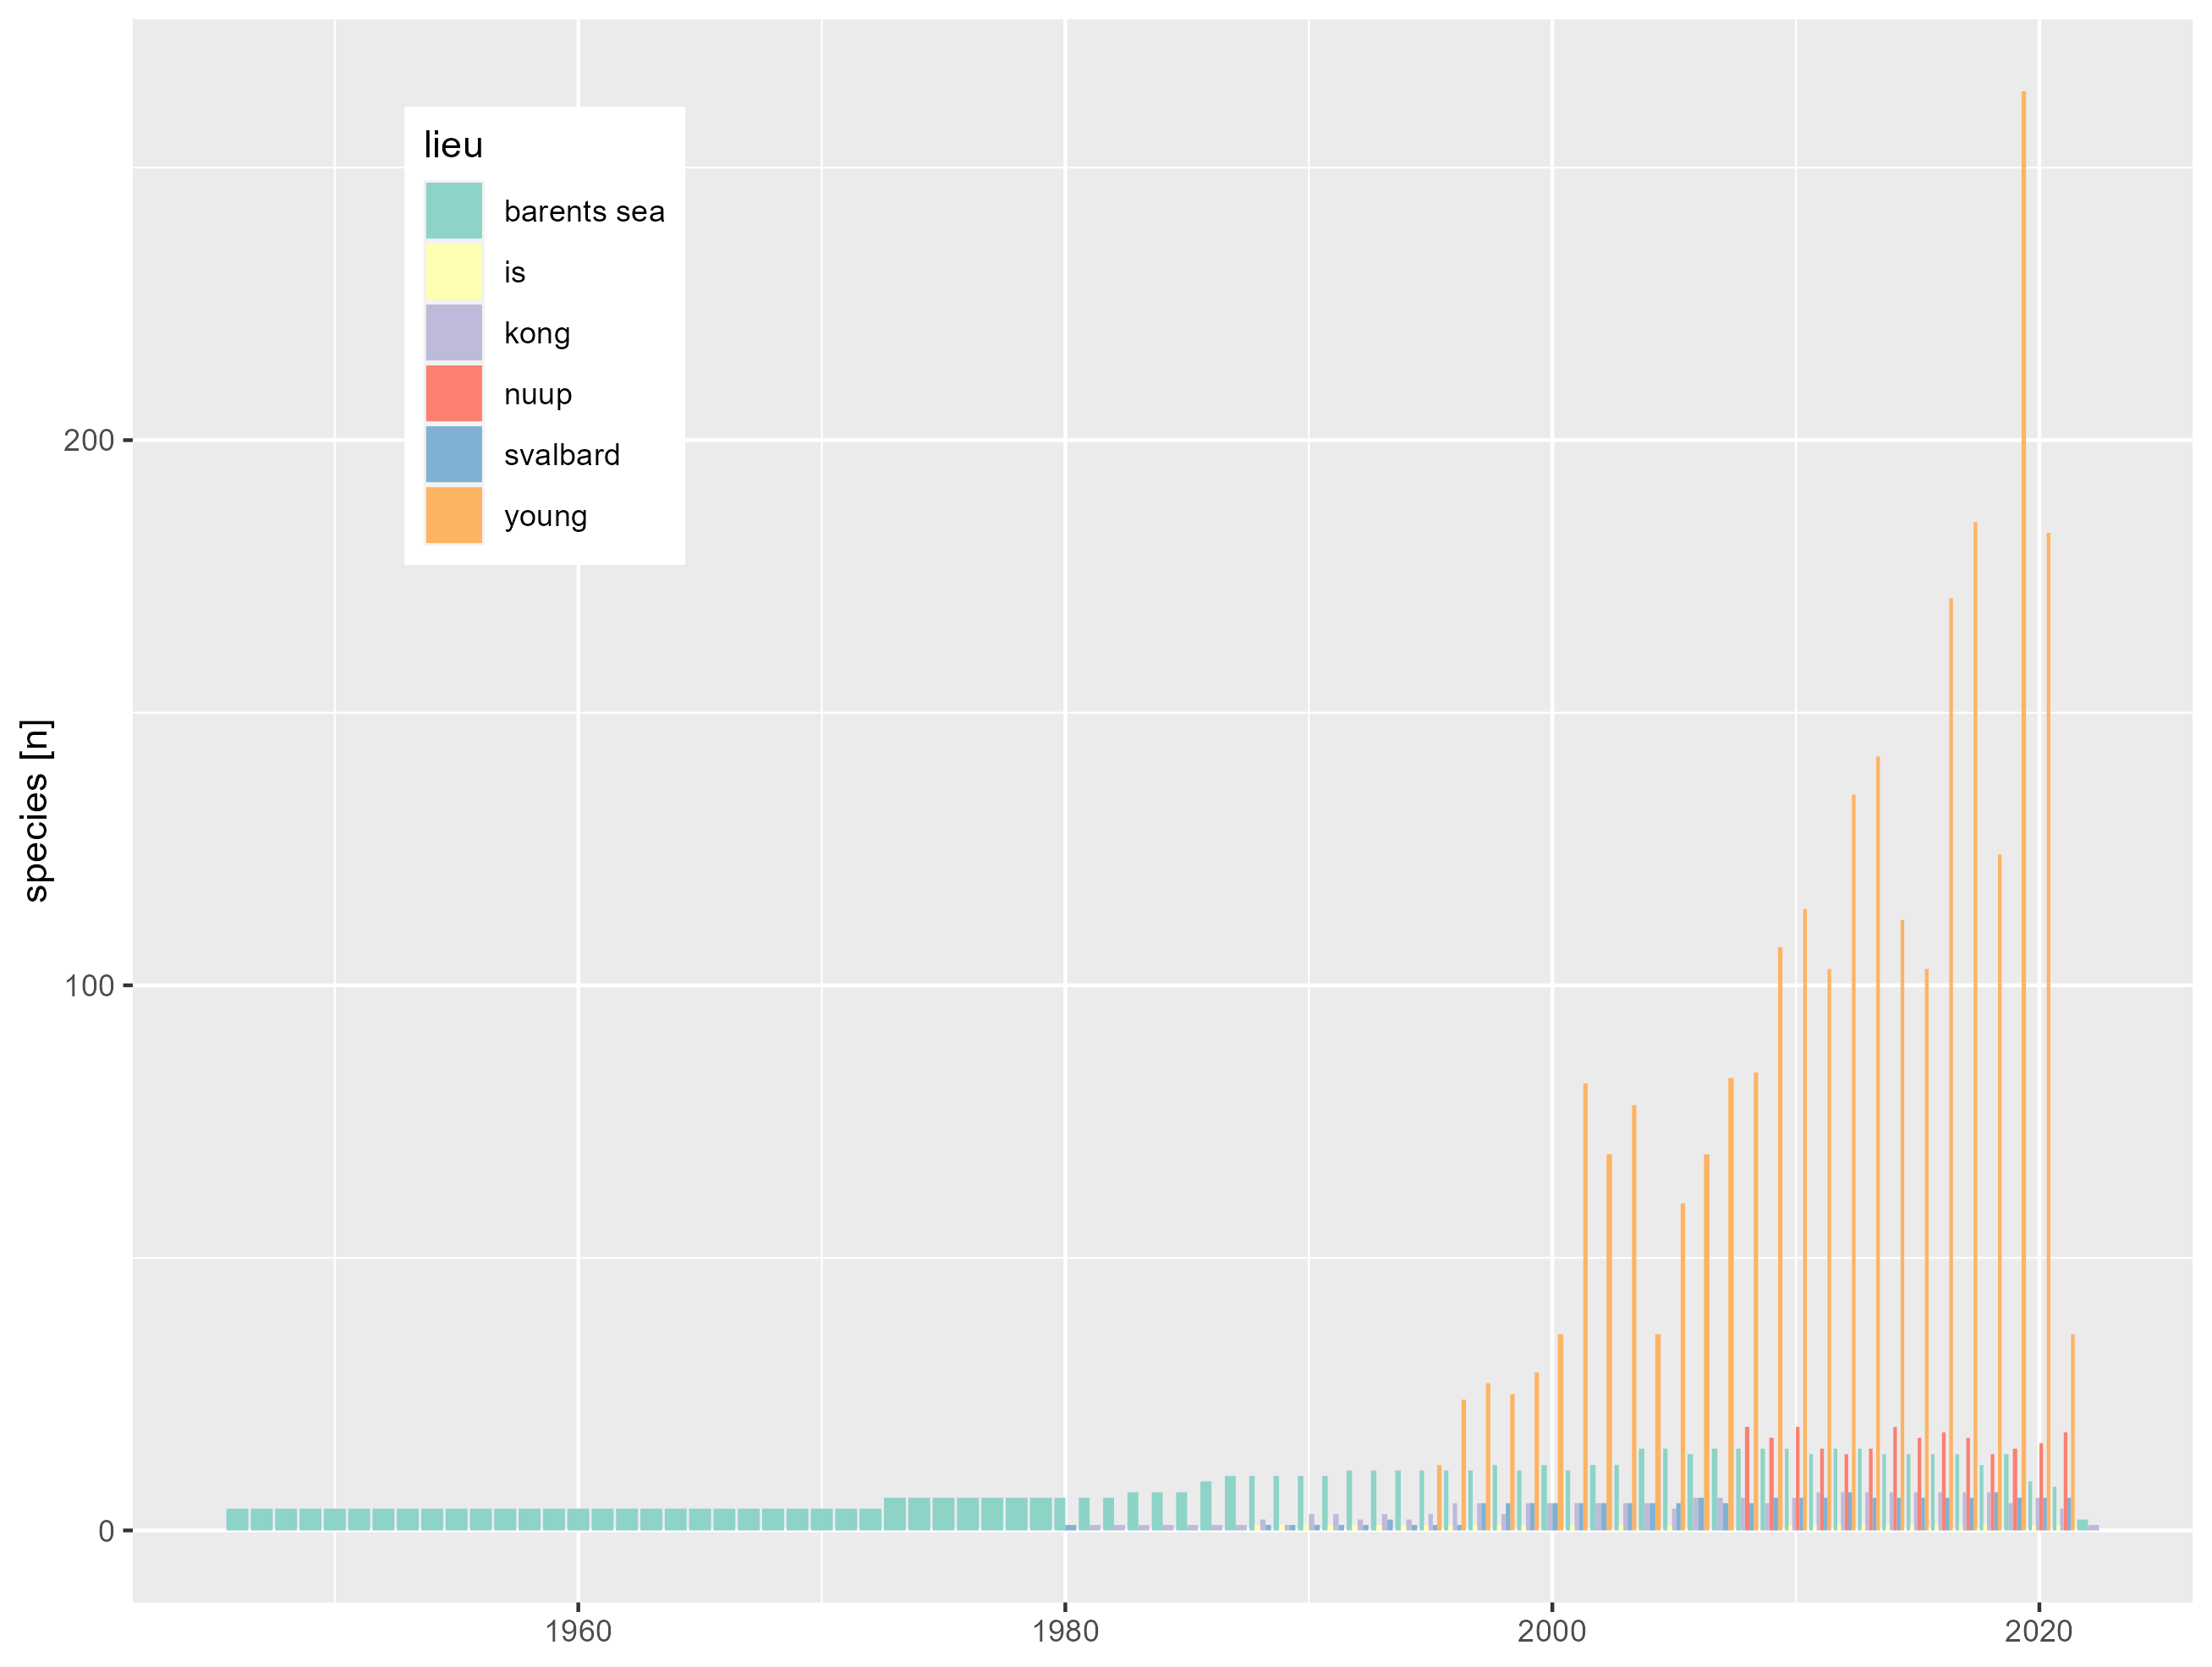 lieu
barents sea
is
kong
nuup
svalbard
young
200
100
0
species [n]
1960
1980
2000
2020